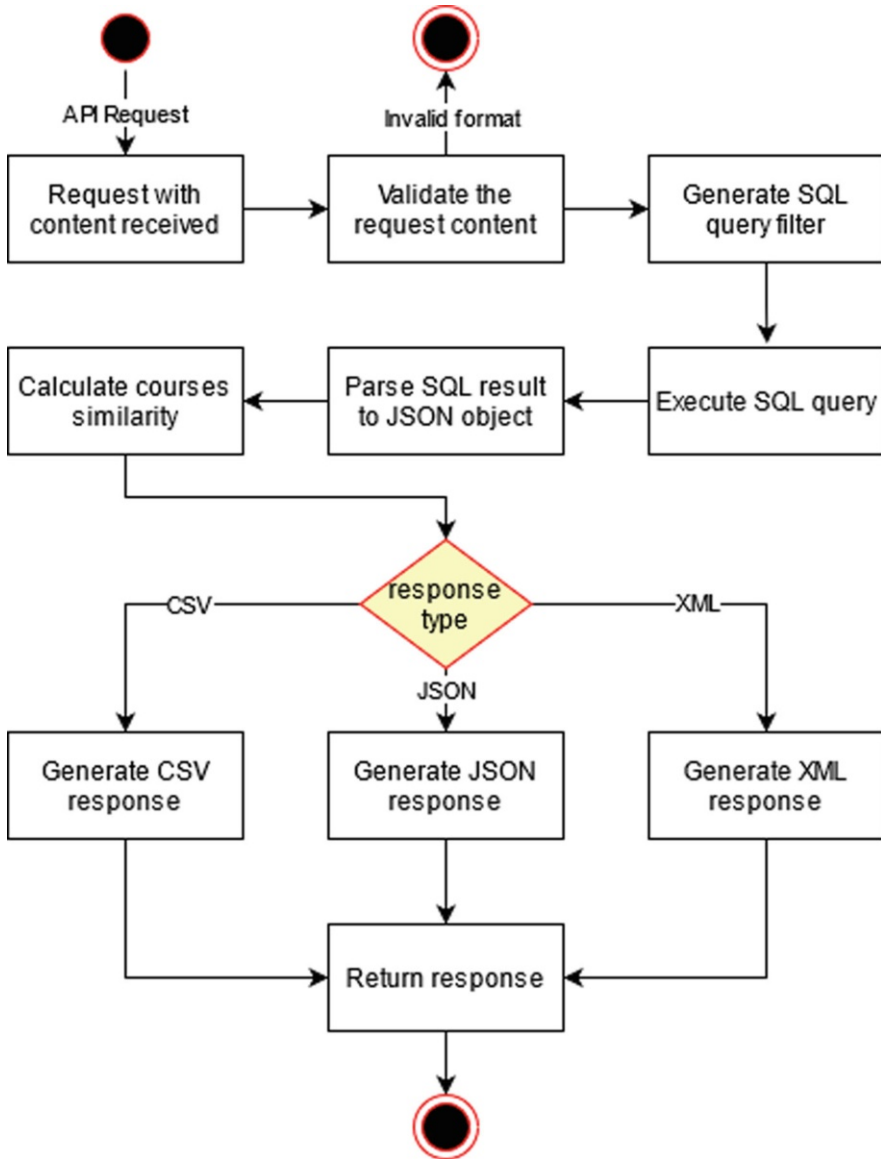 API Request
Invalid format
Request with
content received
Validate the
request content
Generate SQL
query filter
Calculate courses
similarity
Parse SQL result
to JSON object
Execute SQL query
response
type
CSV
XML
JSON
Generate CSV
response
Generate JSON
response
Generate XML
response
Return response